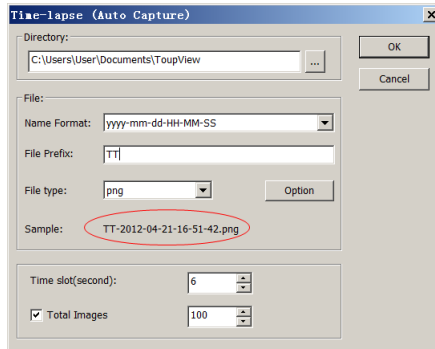 Time-lapse (Auto Capture)
Directory:
C:\Users\User\Documents\ToupView
...
OK
Cancel
File:
Name Format: yyyy-mm-dd-HH-MM-SS
File Prefix: TT
File type: png Option
Sample: TT-2012-04-21-16-51-42.png
Time slot(second): 6
Total Images 100